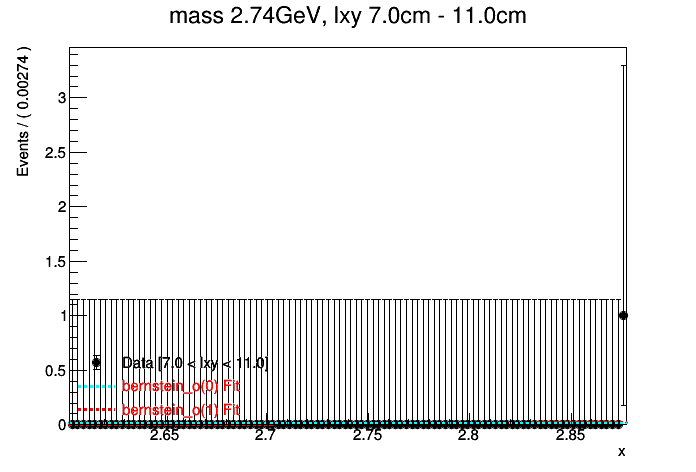 mass 2.74GeV, lxy 7.0cm - 11.0cm
Events / ( 0.00274 )
3
2.5
2
1.5
1
0.5
0
Data [7.0 < lxy < 11.0]
bernstein_o(0) Fit
bernstein_o(1) Fit
2.65 2.7 2.75 2.8 2.85
x